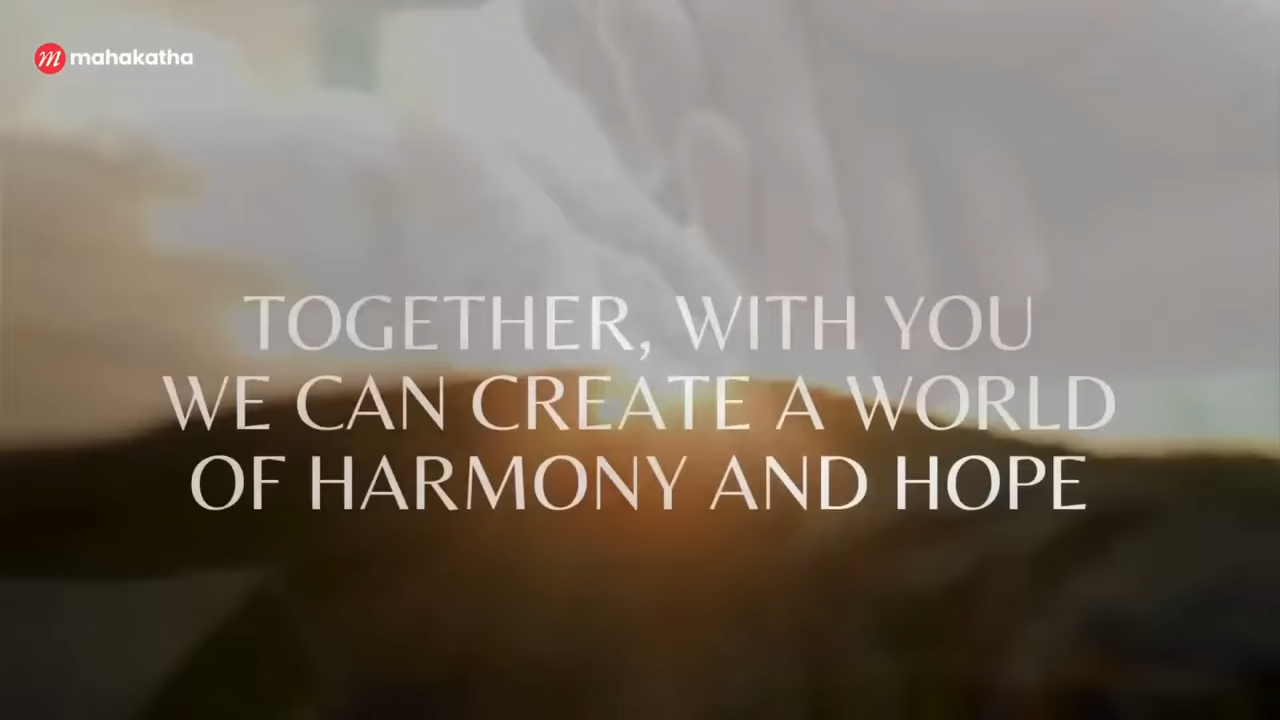 mahakatha
TOGETHER, WITH YOU
WE CAN CREATE A WORLD
OF HARMONY AND HOPE